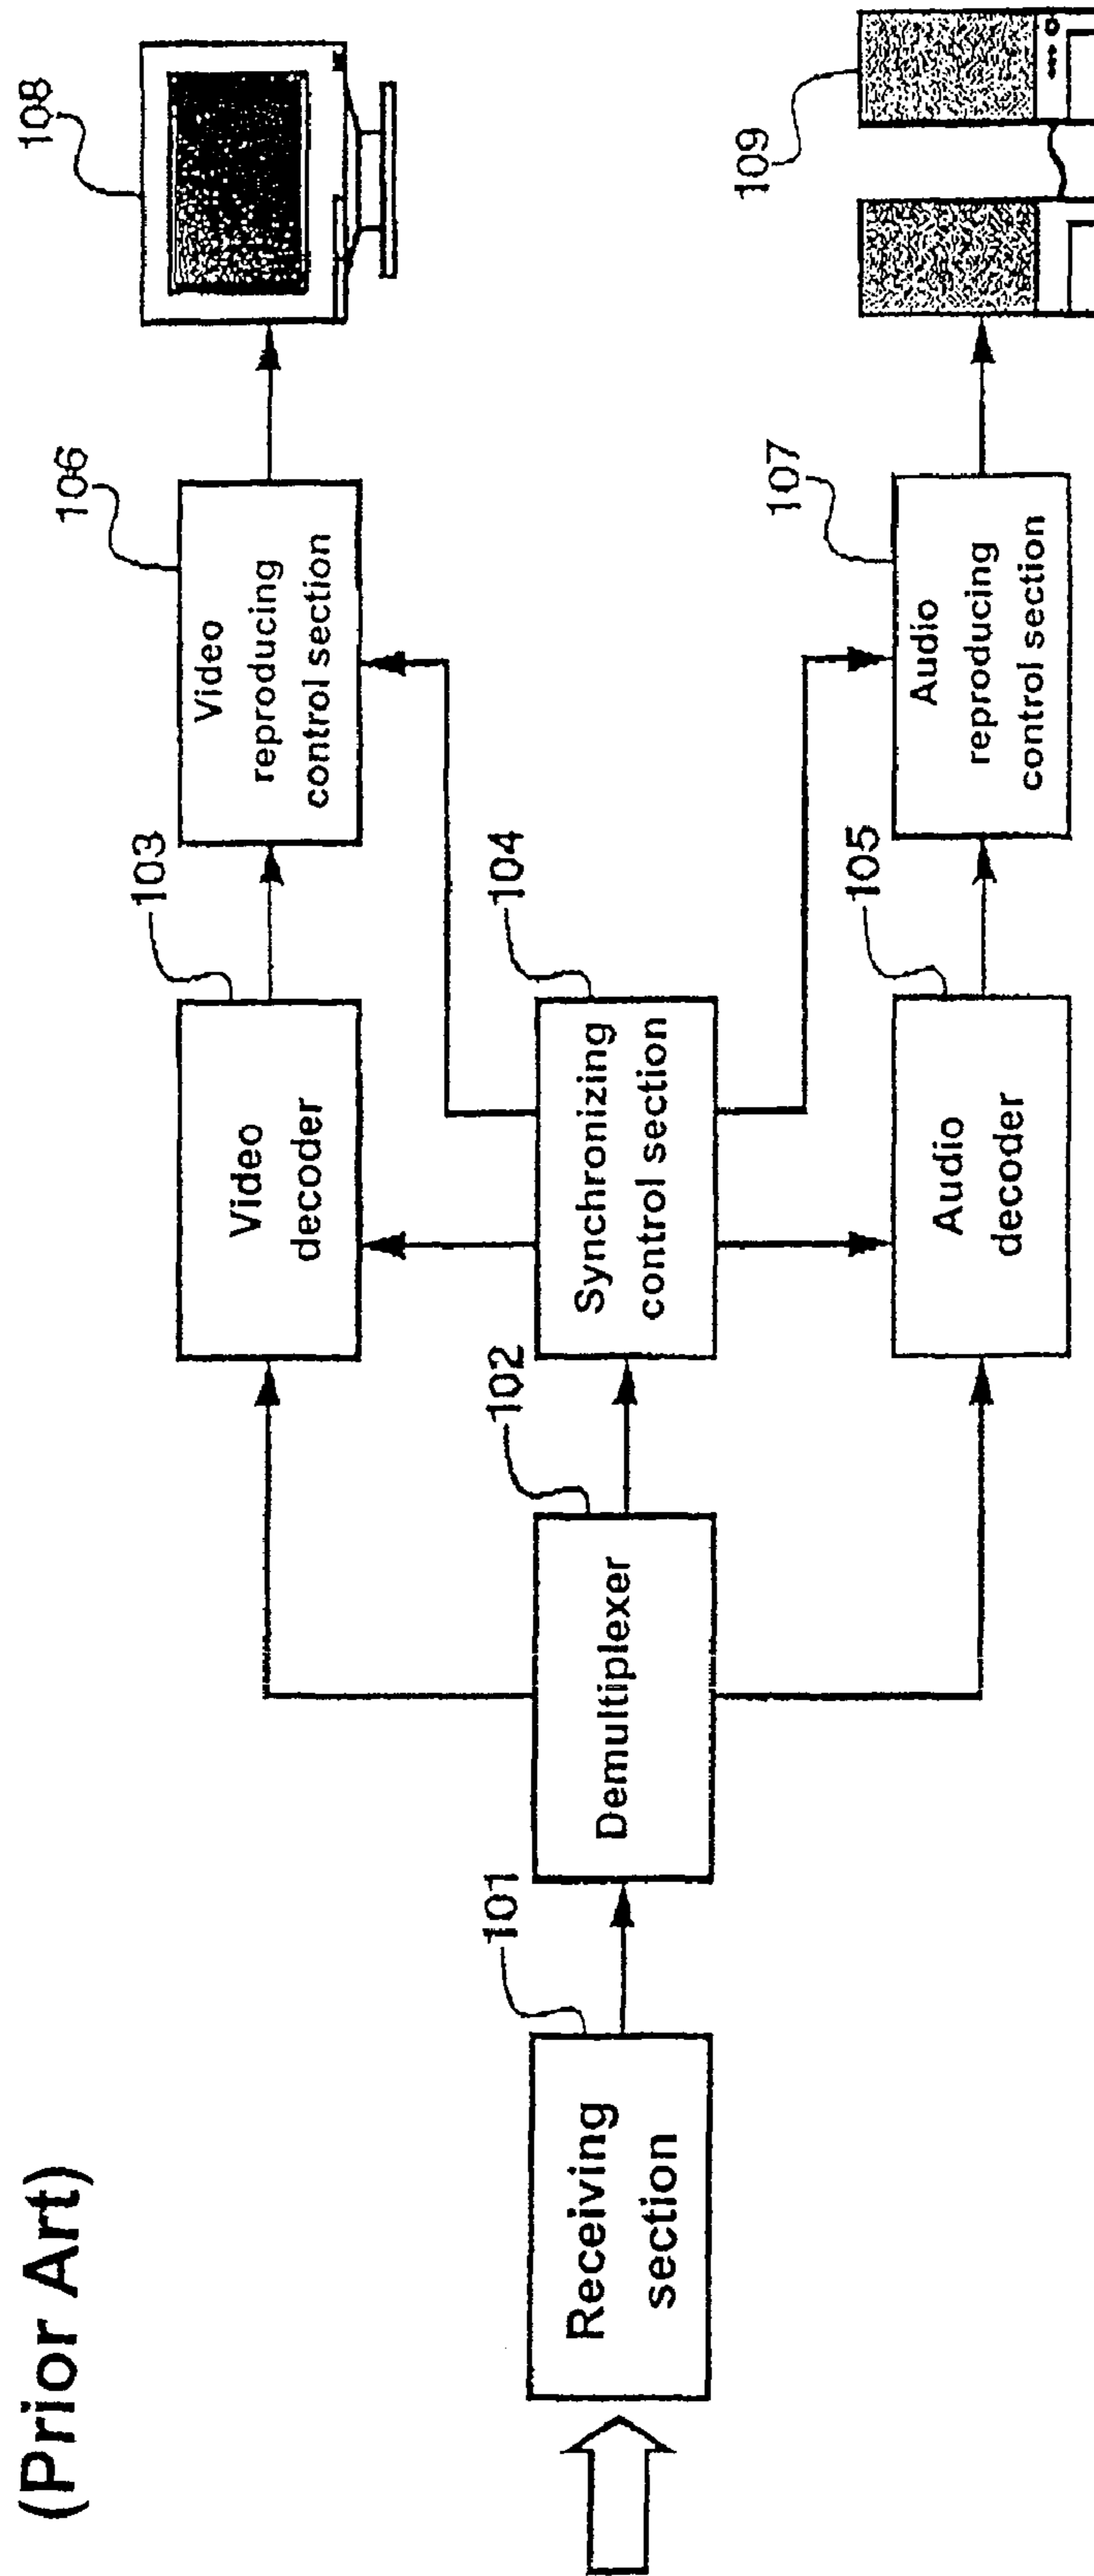 (Prior Art)
101
Receiving
section
102
Demultiplexer
103
Video
decoder
104
Synchronizing
control section
105
Audio
decoder
106
Video
reproducing
control section
107
Audio
reproducing
control section
108
109